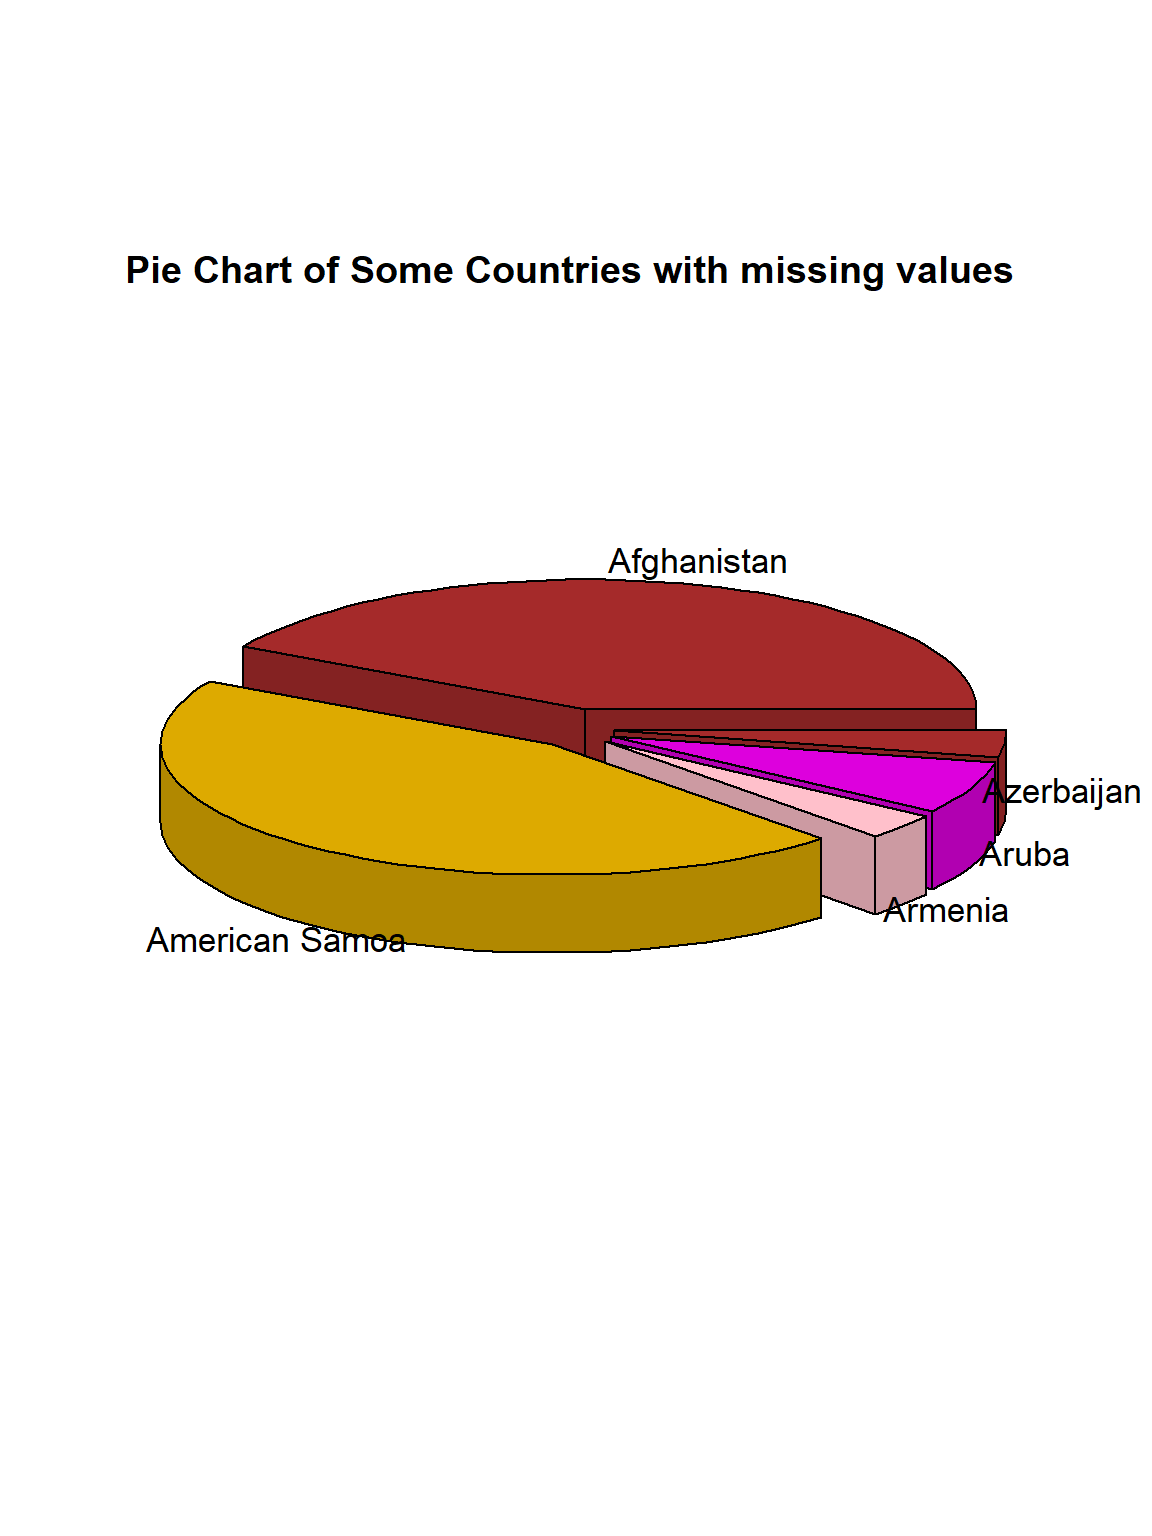 Pie Chart of Some Countries with missing values
Afghanistan
Azerbaijan
Aruba
Armenia
American Samoa